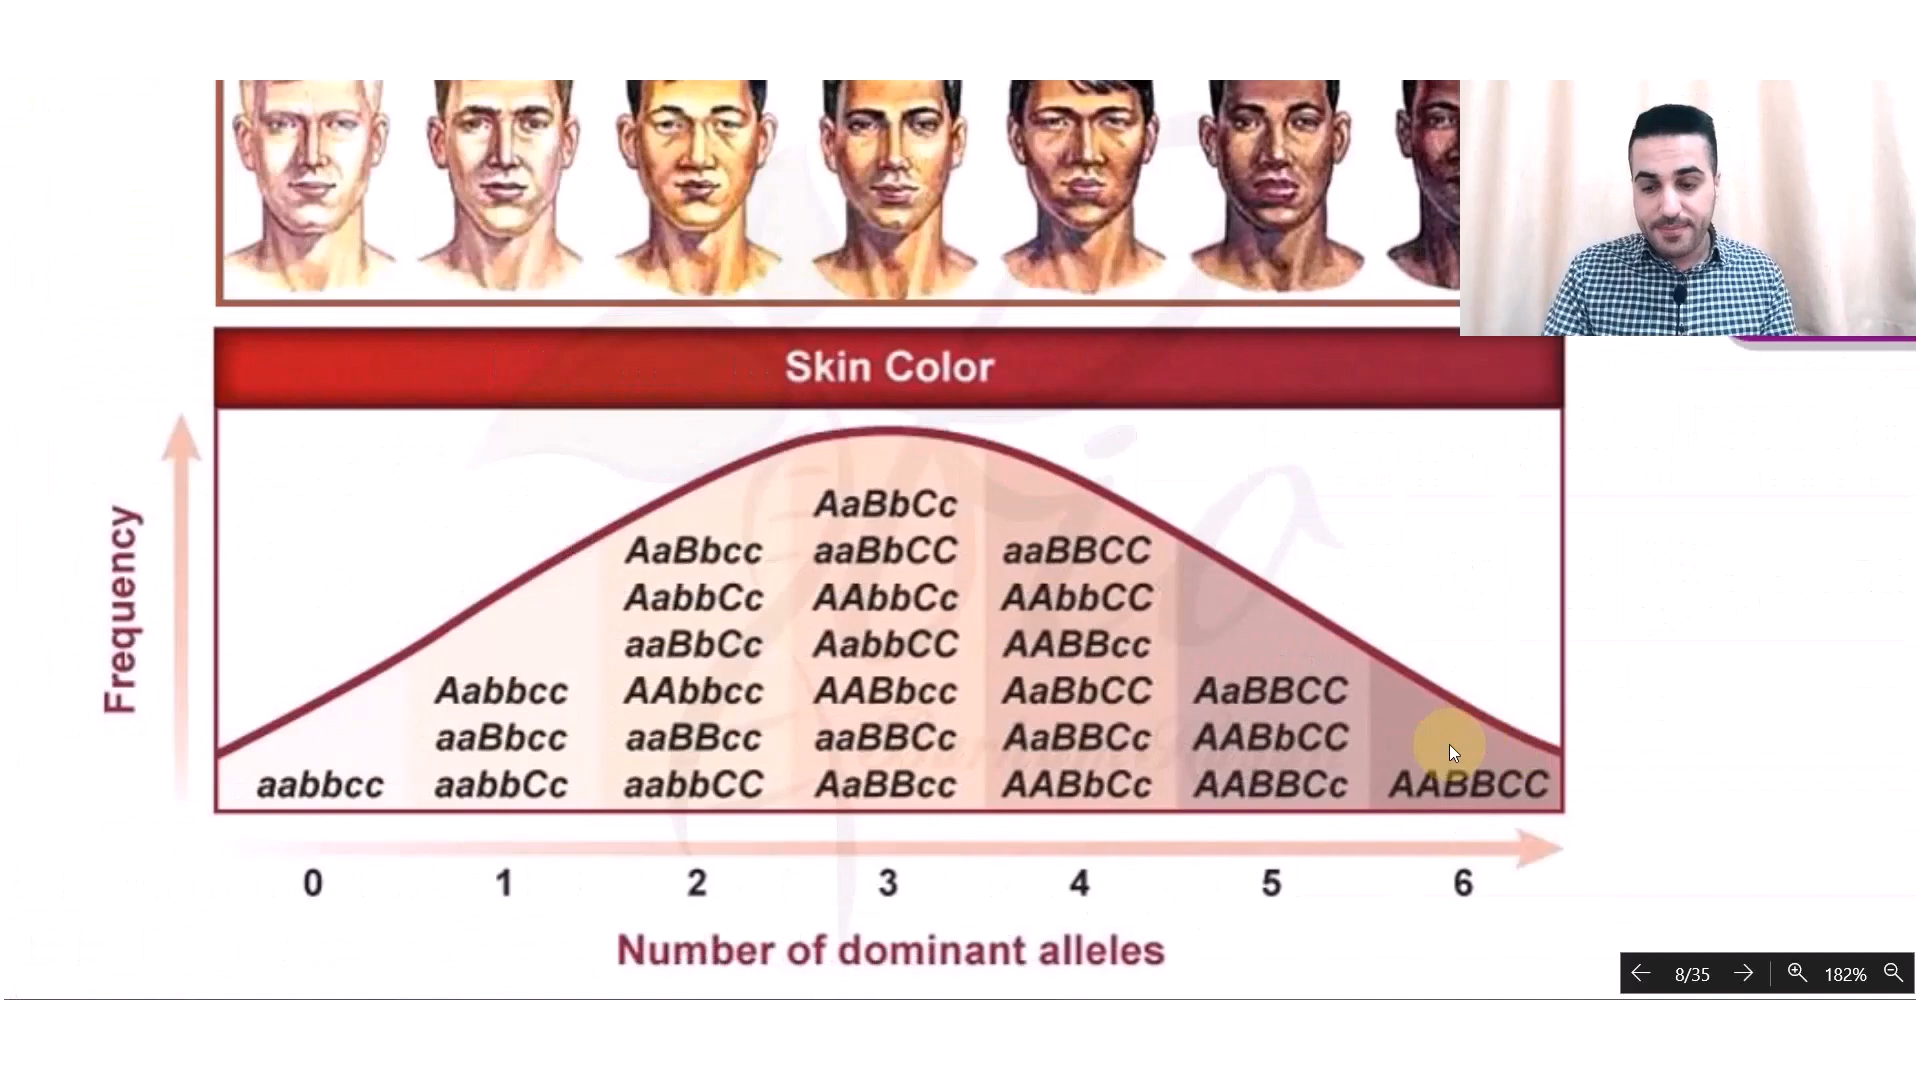 Skin Color
Frequency
AaBbCc
AaBbcc aaBbCC aaBBCC
AabbCc AAbbCc AAbbCC
aaBbCc AabbCC AABBcc
Aabbcc AAbbcc AABbcc AaBbCC AaBBCC
aaBbcc aaBBcc aaBBCc AaBBCc AABbCC
aabbcc aabbCc aabbCC AaBBcc AABbCc AABBCc AABBCC
0 1 2 3 4 5 6
Number of dominant alleles
8/35 182%